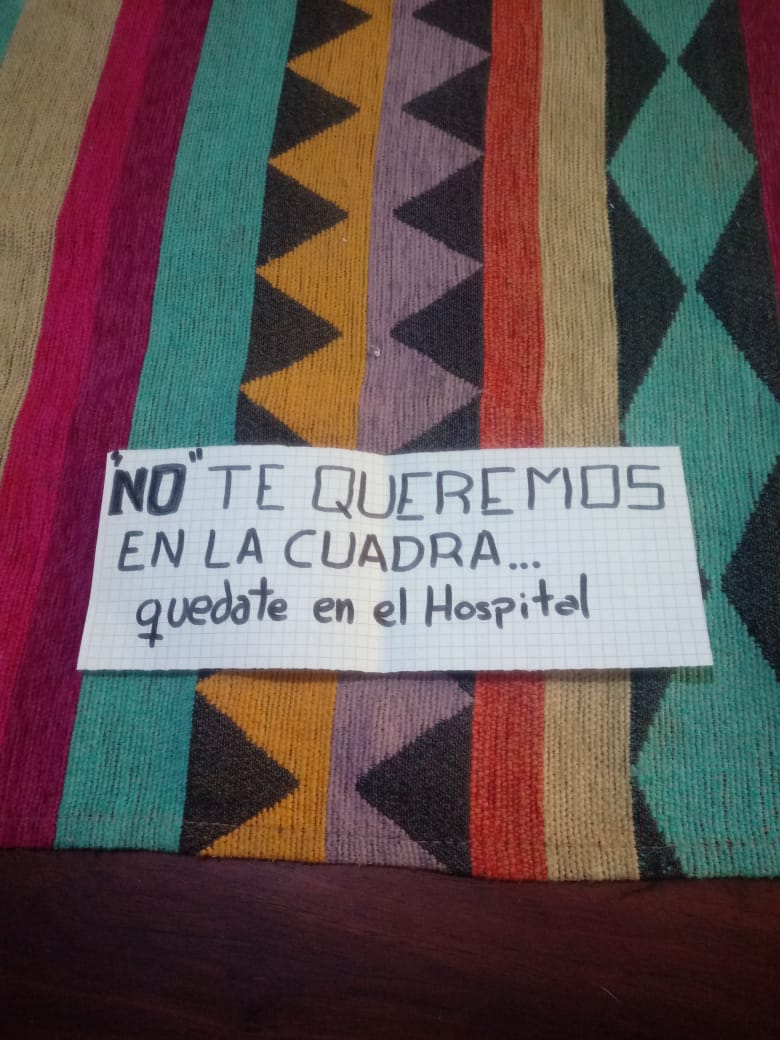 "NO" TE QUEREMOS
EN LA CUADRA...
quedate en el Hospital